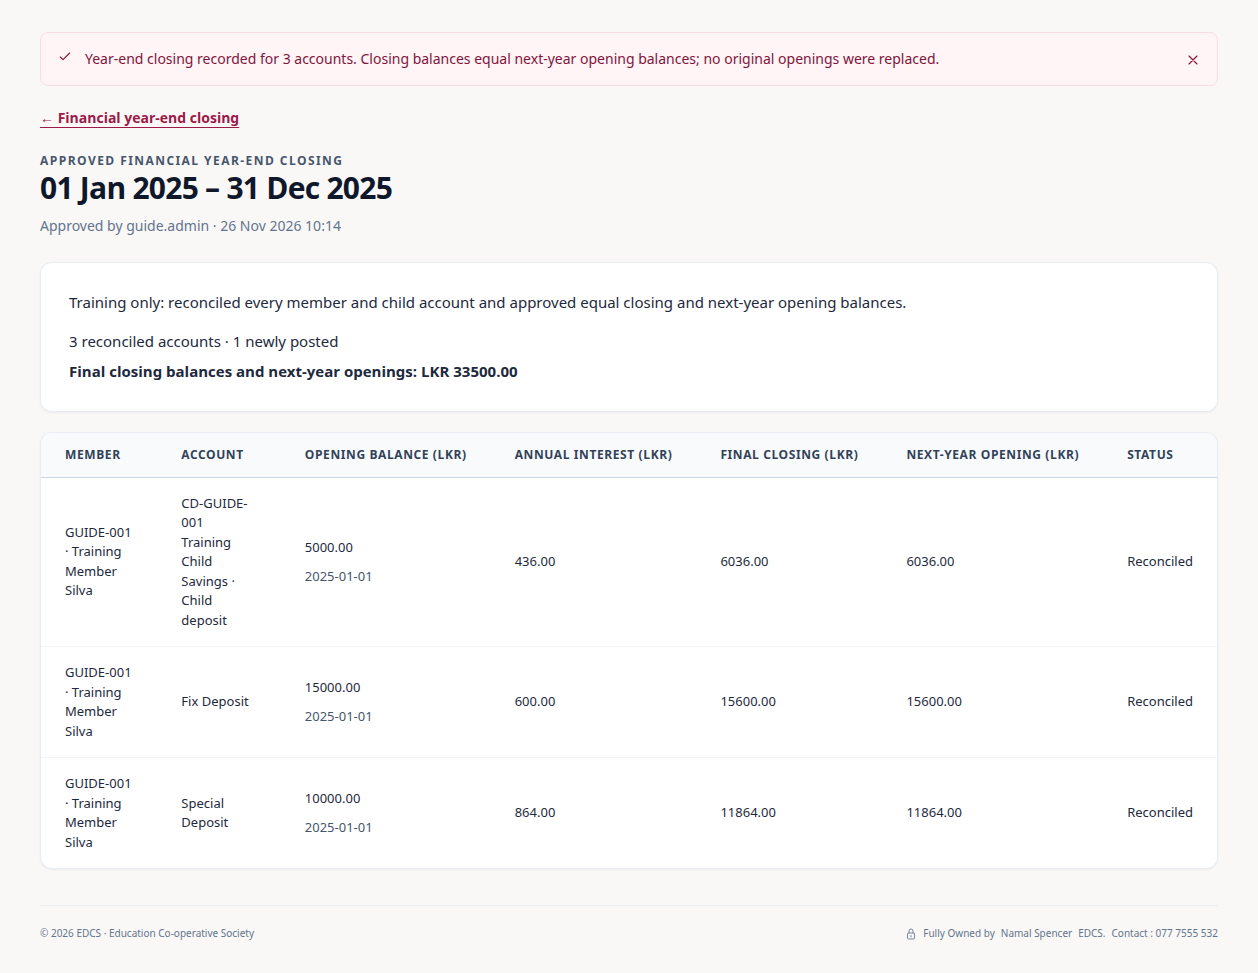 Year-end closing recorded for 3 accounts. Closing balances equal next-year opening balances; no original openings were replaced.
← Financial year-end closing
APPROVED FINANCIAL YEAR-END CLOSING
01 Jan 2025 – 31 Dec 2025
Approved by guide.admin · 26 Nov 2026 10:14
Training only: reconciled every member and child account and approved equal closing and next-year opening balances.
3 reconciled accounts · 1 newly posted
Final closing balances and next-year openings: LKR 33500.00
MEMBER ACCOUNT OPENING BALANCE (LKR) ANNUAL INTEREST (LKR) FINAL CLOSING (LKR) NEXT-YEAR OPENING (LKR) STATUS
GUIDE-001
· Training
Member
Silva
CD-GUIDE-
001
Training
Child
Savings ·
Child
deposit
5000.00
2025-01-01
436.00
6036.00
6036.00
Reconciled
GUIDE-001
· Training
Member
Silva
Fix Deposit
15000.00
2025-01-01
600.00
15600.00
15600.00
Reconciled
GUIDE-001
· Training
Member
Silva
Special
Deposit
10000.00
2025-01-01
864.00
11864.00
11864.00
Reconciled
© 2026 EDCS · Education Co-operative Society
Fully Owned by Namal Spencer EDCS. Contact : 077 7555 532